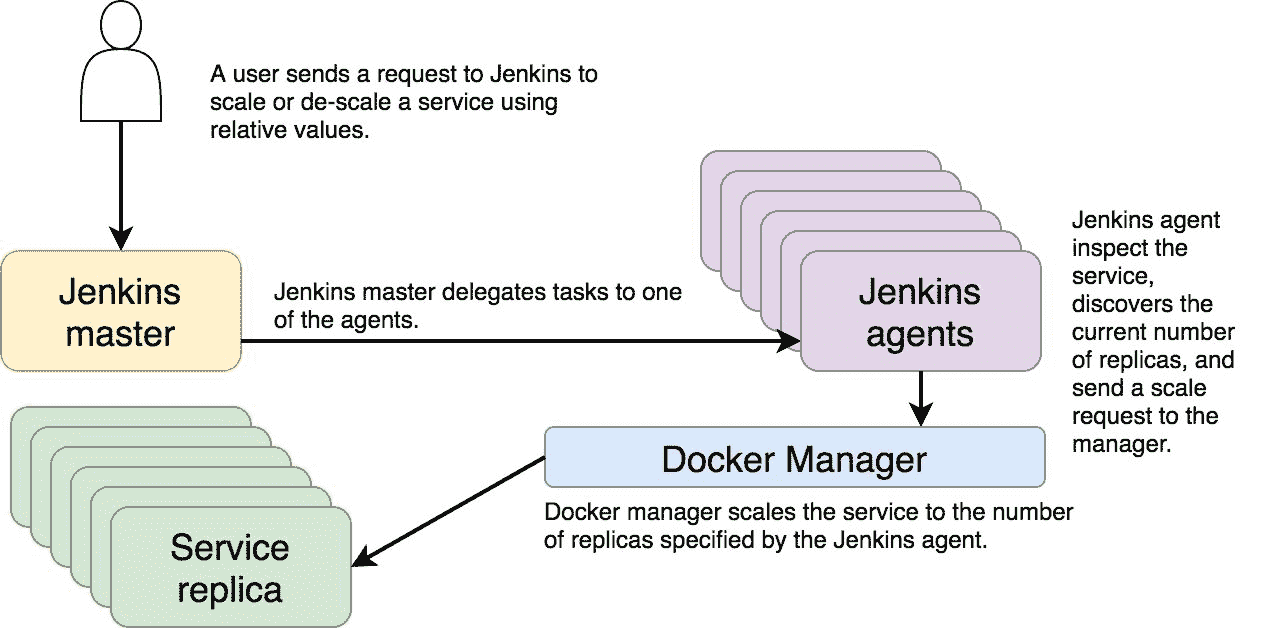 A user sends a request to Jenkins to
scale or de-scale a service using
relative values.
Jenkins
master
Jenkins master delegates tasks to one
of the agents.
Jenkins
agents
Jenkins agent
inspect the
service,
discovers the
current number
of replicas, and
send a scale
request to the
manager.
Docker Manager
Docker manager scales the service to the number
of replicas specified by the Jenkins agent.
Service
replica